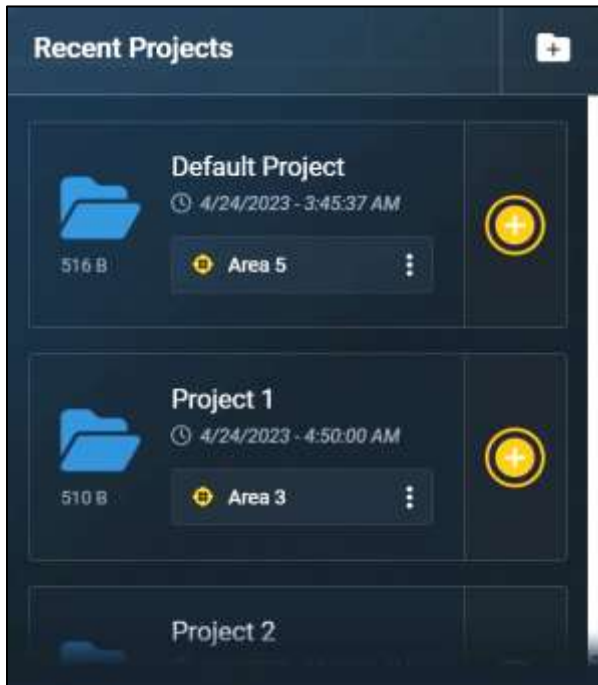 Recent Projects
Default Project
4/24/2023 - 3:45:37 AM
516 B
Area 5
Project 1
4/24/2023 - 4:50:00 AM
510 B
Area 3
Project 2